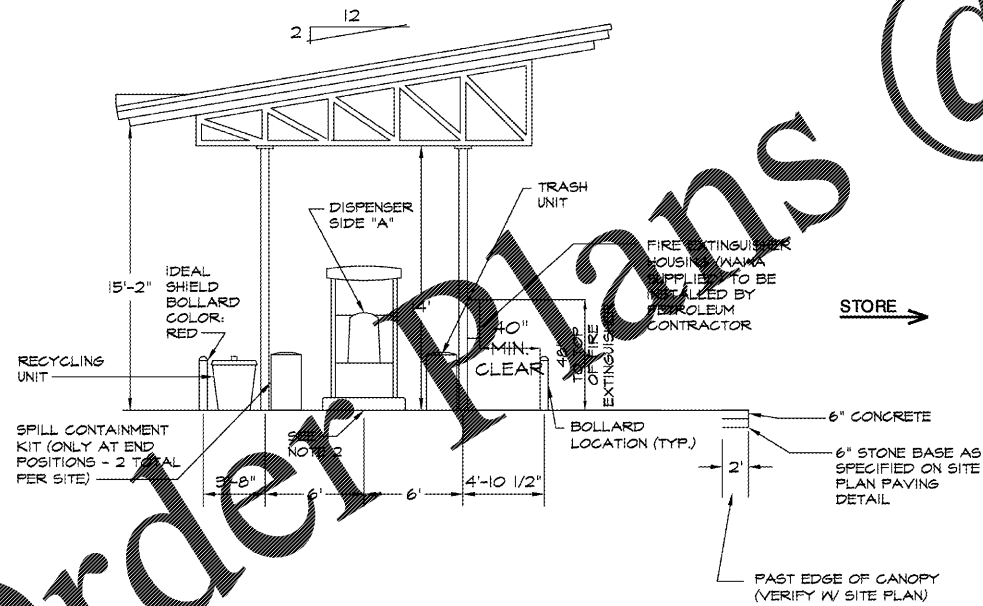 12
2
DISPENSER
SIDE "A"
TRASH
UNIT
FIRE EXTINGUISHER
HOUSING (WAWA
SUPPLIED) TO BE
INSTALLED BY
PETROLEUM
CONTRACTOR
IDEAL
SHIELD
BOLLARD
COLOR:
RED
15'-2"
STORE
RECYCLING
UNIT
40"
MIN.
CLEAR
48"
TO TOP
OF FIRE
EXTINGUISHER
SPILL CONTAINMENT
KIT (ONLY AT END
POSITIONS - 2 TOTAL
PER SITE)
SEE
NOTE 2
BOLLARD
LOCATION (TYP.)
6" CONCRETE
6" STONE BASE AS
SPECIFIED ON SITE
PLAN PAVING
DETAIL
3'-8"
6'
6'
4'-10 1/2"
2'
PAST EDGE OF CANOPY
(VERIFY W/ SITE PLAN)
Order Plans @